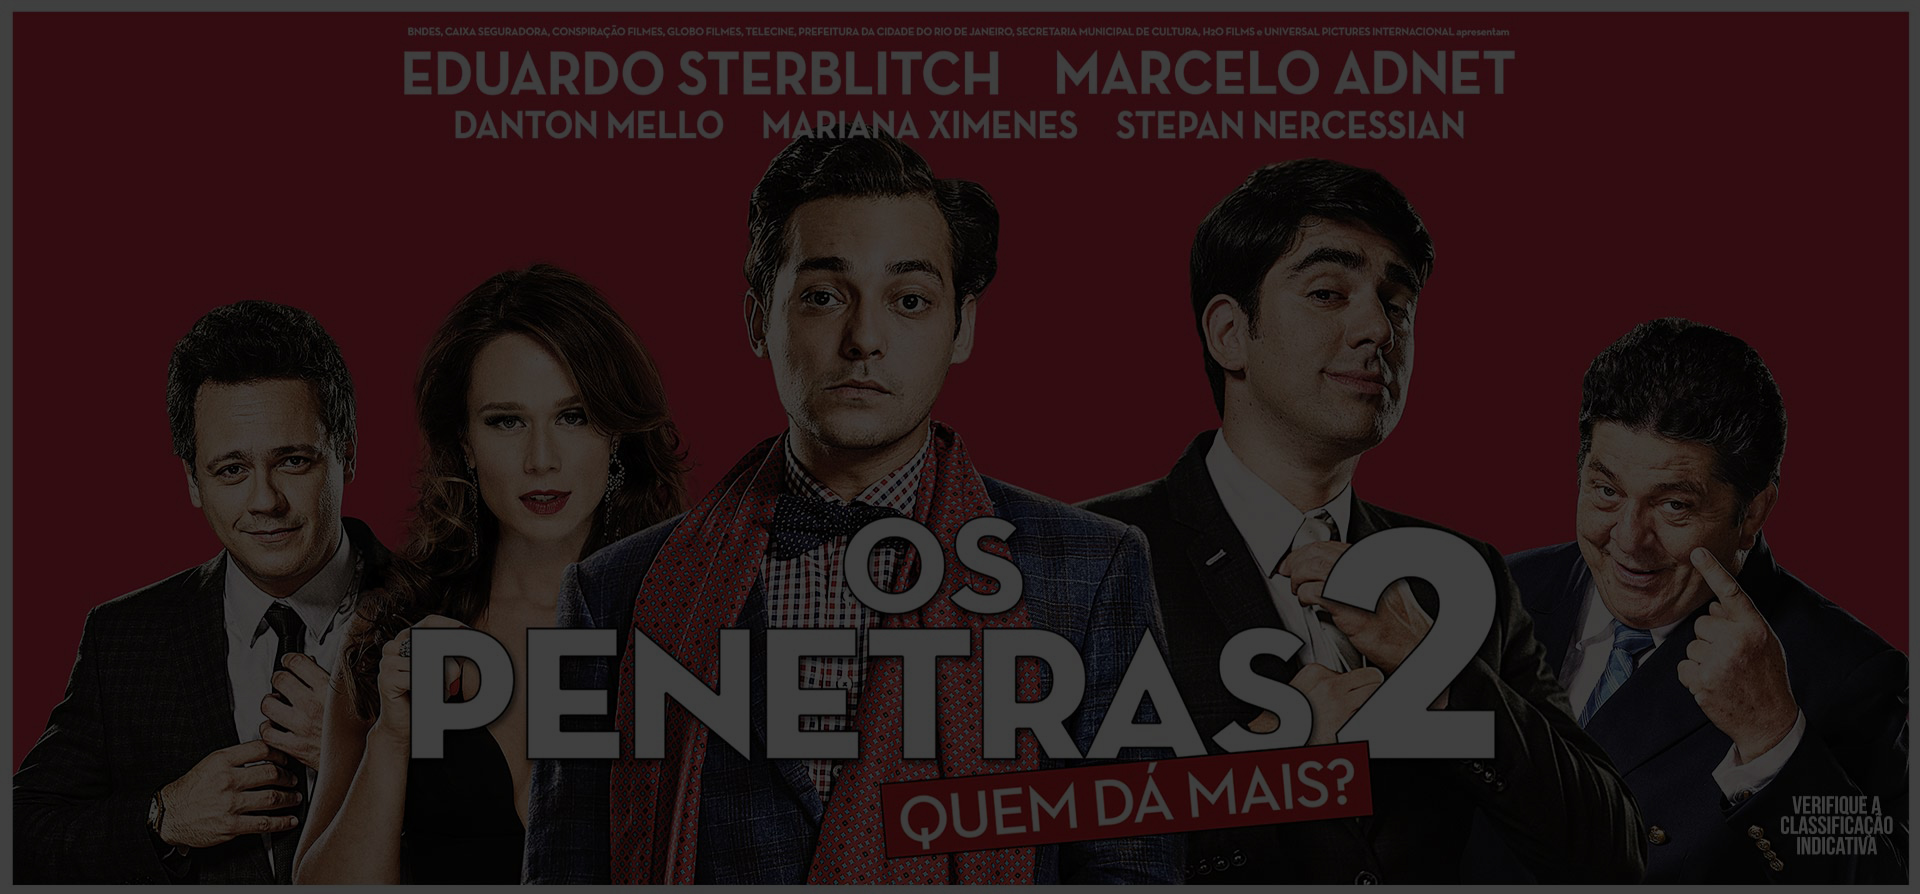 BNDES, CAIXA SEGURADORA, CONSPIRAÇÃO FILMES, GLOBO FILMES, TELECINE, PREFEITURA DA CIDADE DO RIO DE JANEIRO, SECRETARIA MUNICIPAL DE CULTURA, H2O FILMS e UNIVERSAL PICTURES INTERNACIONAL apresentam
EDUARDO STERBLITCH MARCELO ADNET
DANTON MELLO MARIANA XIMENES STEPAN NERCESSIAN
OS
PENETRAS 2
QUEM DÁ MAIS?
VERIFIQUE A
CLASSIFICAÇÃO
INDICATIVA